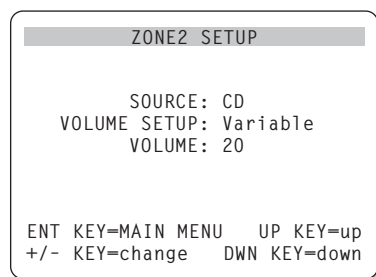 ZONE2 SETUP
SOURCE: CD
VOLUME SETUP: Variable
VOLUME: 20
ENT KEY=MAIN MENU UP KEY=up
+/- KEY=change DWN KEY=down